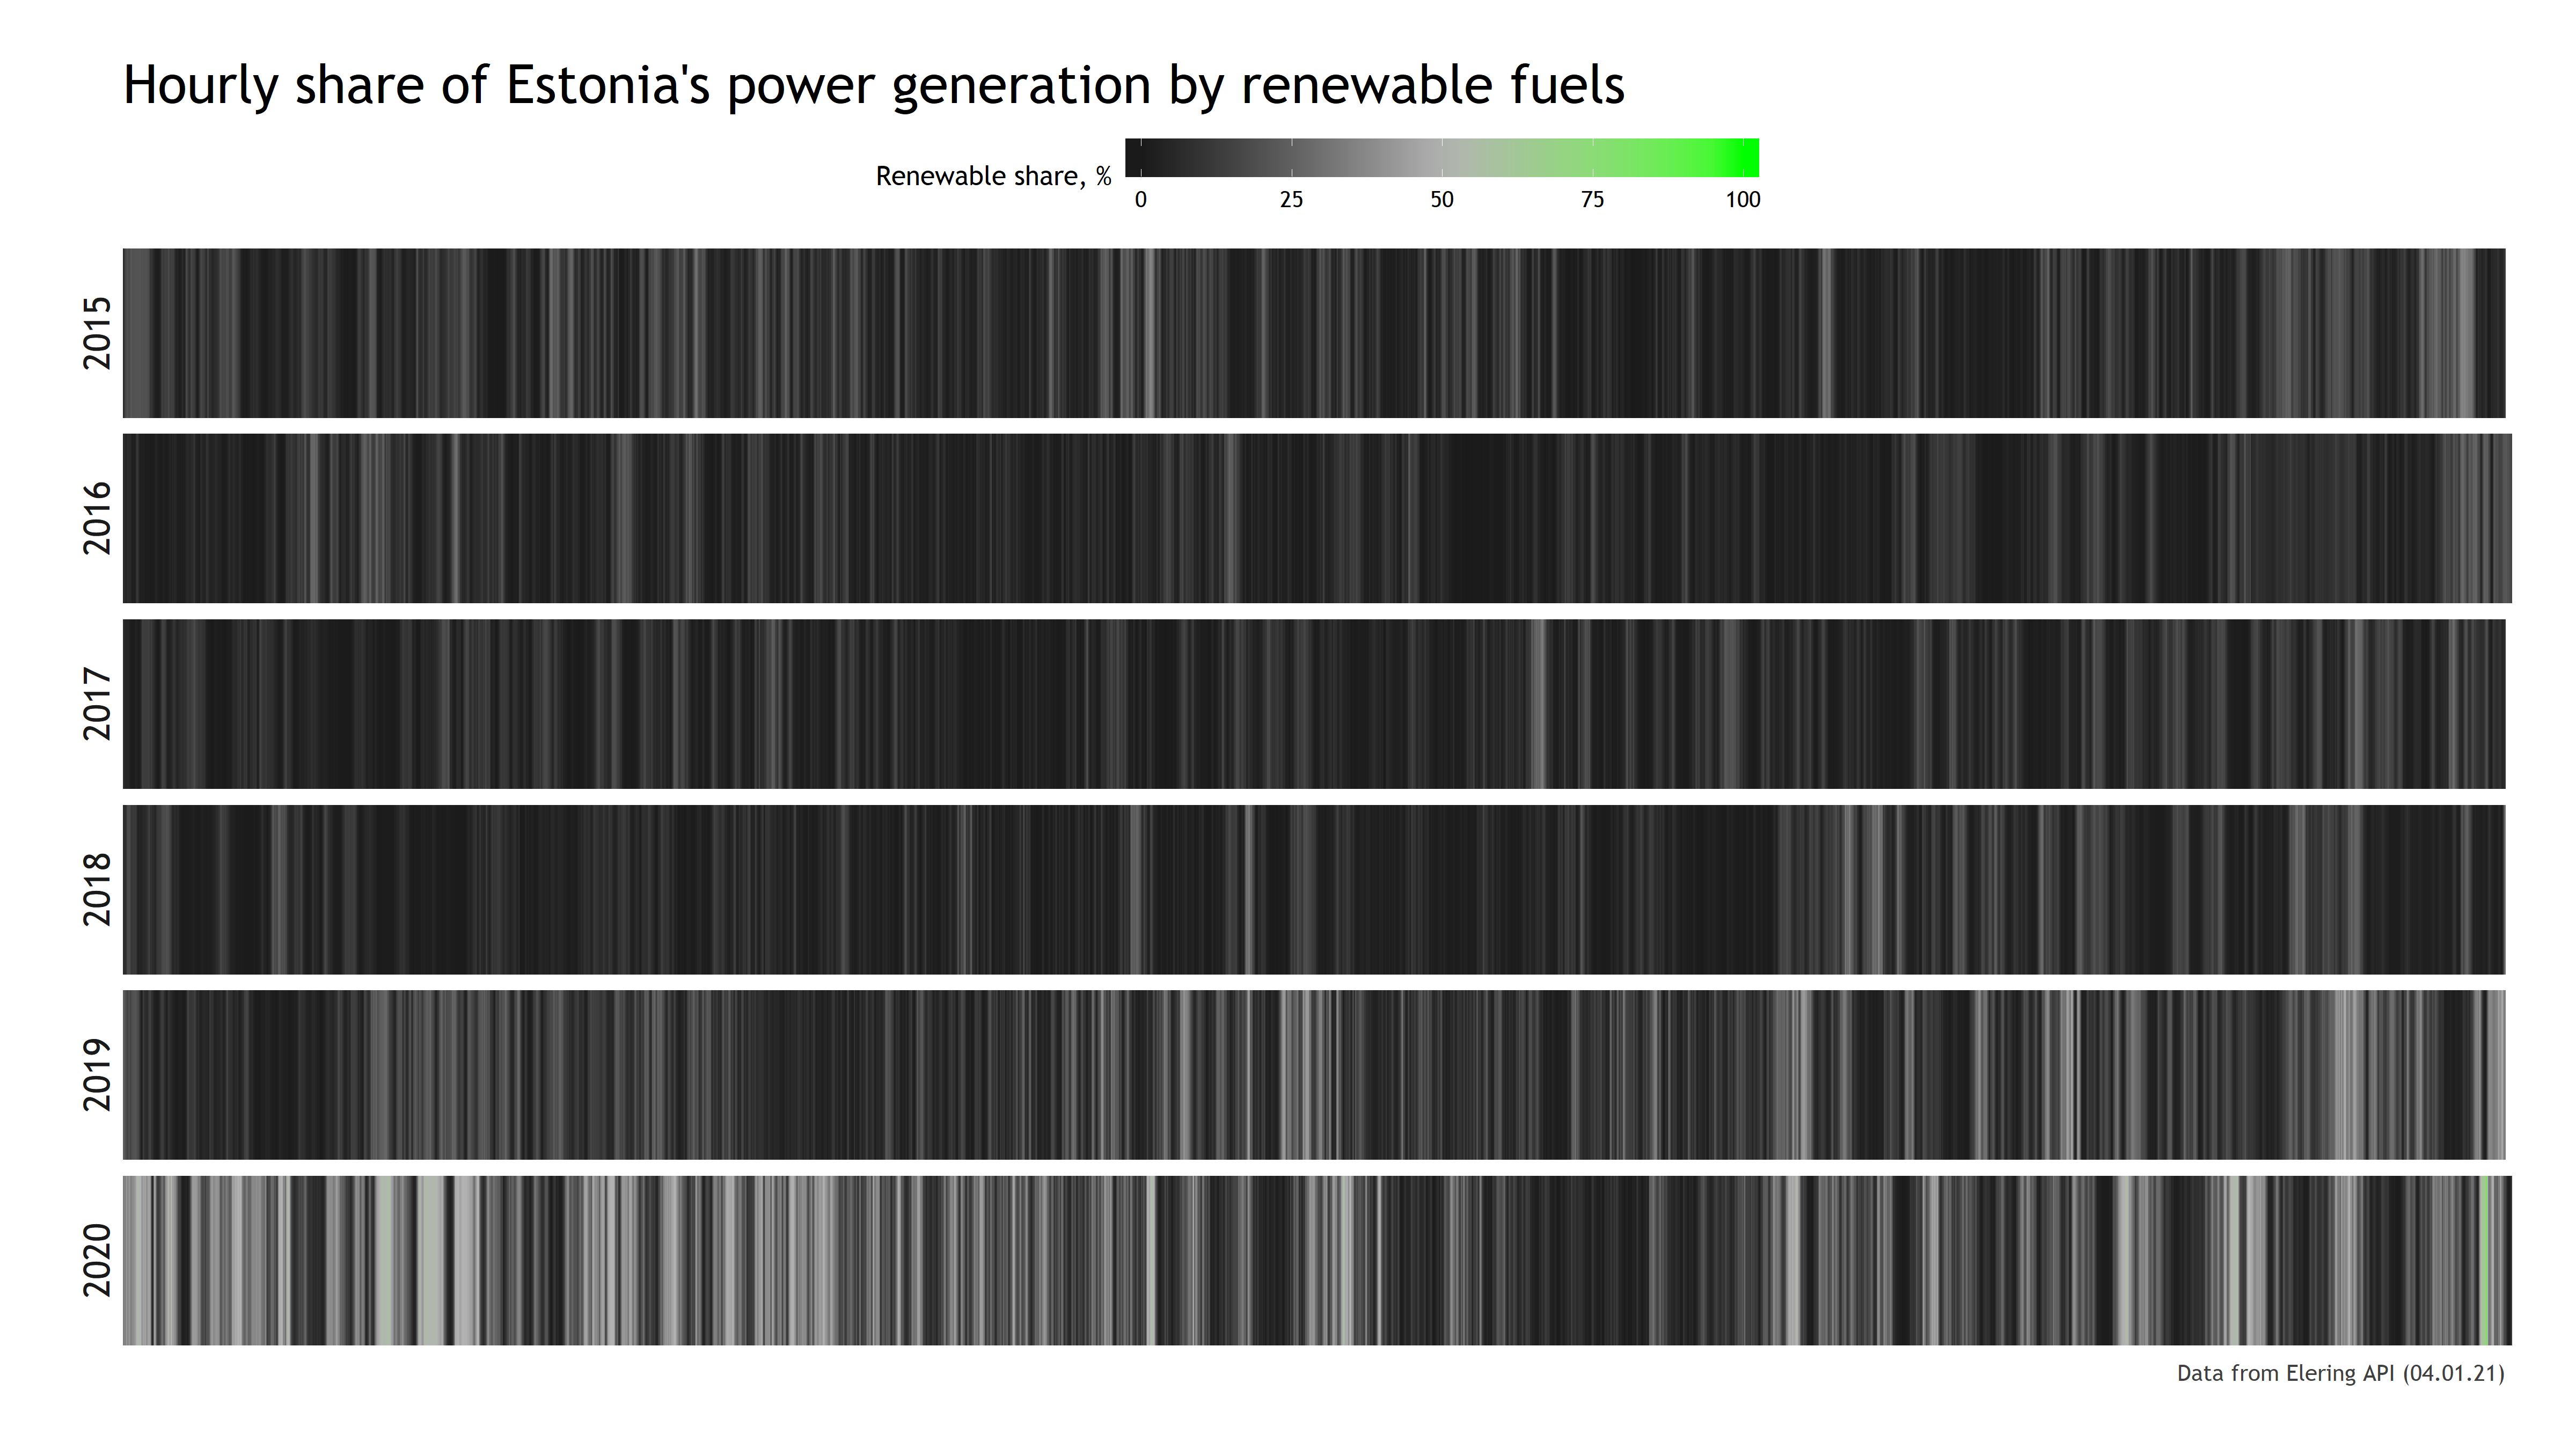 Hourly share of Estonia's power generation by renewable fuels
Renewable share, %
0 25 50 75 100
2015
2016
2017
2018
2019
2020
Data from Elering API (04.01.21)